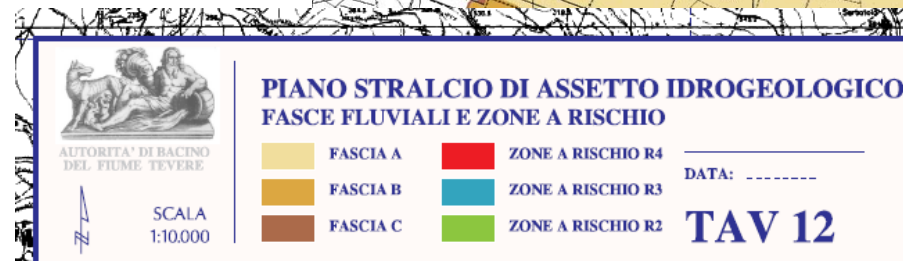 PIANO STRALCIO DI ASSETTO IDROGEOLOGICO
FASCE FLUVIALI E ZONE A RISCHIO
AUTORITA' DI BACINO
DEL FIUME TEVERE
SCALA
1:10.000
FASCIA A
FASCIA B
FASCIA C
ZONE A RISCHIO R4
ZONE A RISCHIO R3
ZONE A RISCHIO R2
DATA: --------
TAV 12